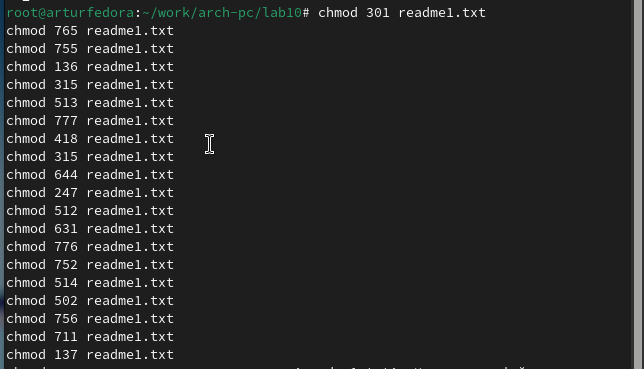 root@arturfedora:~/work/arch-pc/lab10# chmod 301 readme1.txt
chmod 765 readme1.txt
chmod 755 readme1.txt
chmod 136 readme1.txt
chmod 315 readme1.txt
chmod 513 readme1.txt
chmod 777 readme1.txt
chmod 418 readme1.txt
chmod 315 readme1.txt
chmod 644 readme1.txt
chmod 247 readme1.txt
chmod 512 readme1.txt
chmod 631 readme1.txt
chmod 776 readme1.txt
chmod 752 readme1.txt
chmod 514 readme1.txt
chmod 502 readme1.txt
chmod 756 readme1.txt
chmod 711 readme1.txt
chmod 137 readme1.txt